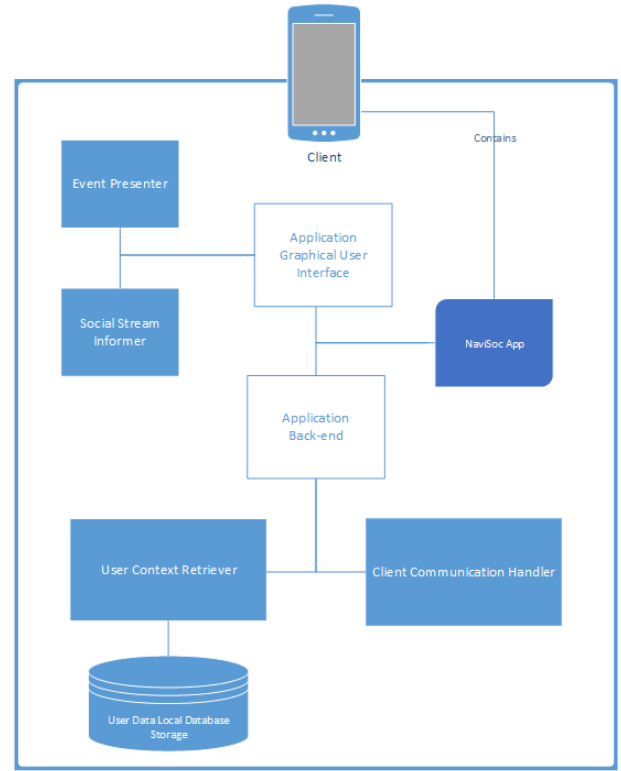 Client
Contains
Event Presenter
Application
Graphical User
Interface
Social Stream
Informer
NaviSoc App
Application
Back-end
User Context Retriever
Client Communication Handler
User Data Local Database
Storage